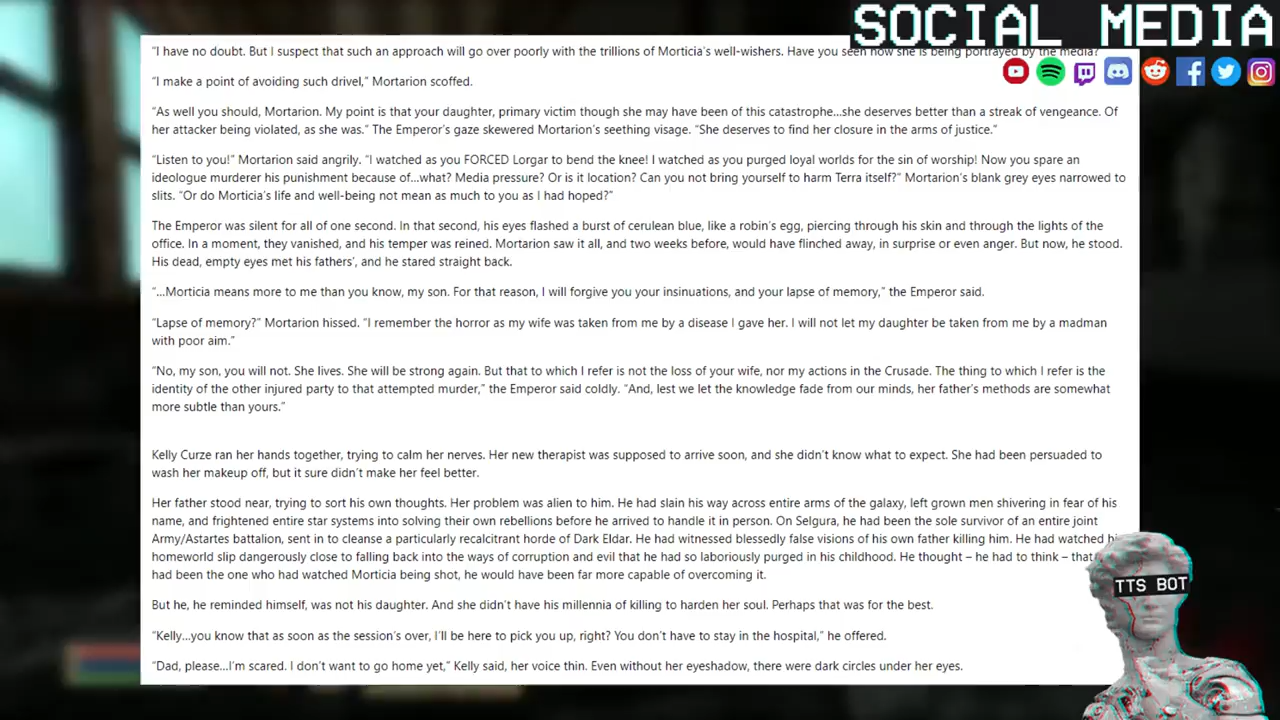 SOCIAL MEDIA
“I have no doubt. But I suspect that such an approach will go over poorly with the trillions of Morticia’s well-wishers. Have you seen how she is being portrayed by the media?”
“I make a point of avoiding such drivel,” Mortarion scoffed.
“As well you should, Mortarion. My point is that your daughter, primary victim though she may have been of this catastrophe…she deserves better than a streak of vengeance. Of
her attacker being violated, as she was.” The Emperor’s gaze skewered Mortarion’s seething visage. “She deserves to find her closure in the arms of justice.”
“Listen to you!” Mortarion said angrily. “I watched as you FORCED Lorgar to bend the knee! I watched as you purged loyal worlds for the sin of worship! Now you spare an
ideologue murderer his punishment because of…what? Media pressure? Or is it location? Can you not bring yourself to harm Terra itself?” Mortarion’s blank grey eyes narrowed to
slits. “Or do Morticia’s life and well-being not mean as much to you as I had hoped?”
The Emperor was silent for all of one second. In that second, his eyes flashed a burst of cerulean blue, like a robin’s egg, piercing through his skin and through the lights of the
office. In a moment, they vanished, and his temper was reined. Mortarion saw it all, and two weeks before, would have flinched away, in surprise or even anger. But now, he stood.
His dead, empty eyes met his fathers’, and he stared straight back.
“…Morticia means more to me than you know, my son. For that reason, I will forgive you your insinuations, and your lapse of memory,” the Emperor said.
“Lapse of memory?” Mortarion hissed. “I remember the horror as my wife was taken from me by a disease I gave her. I will not let my daughter be taken from me by a madman
with poor aim.”
“No, my son, you will not. She lives. She will be strong again. But that to which I refer is not the loss of your wife, nor my actions in the Crusade. The thing to which I refer is the
identity of the other injured party to that attempted murder,” the Emperor said coldly. “And, lest we let the knowledge fade from our minds, her father’s methods are somewhat
more subtle than yours.”
Kelly Curze ran her hands together, trying to calm her nerves. Her new therapist was supposed to arrive soon, and she didn’t know what to expect. She had been persuaded to
wash her makeup off, but it sure didn’t make her feel better.
Her father stood near, trying to sort his own thoughts. Her problem was alien to him. He had slain his way across entire arms of the galaxy, left grown men shivering in fear of his
name, and frightened entire star systems into solving their own rebellions before he arrived to handle it in person. On Selgura, he had been the sole survivor of an entire joint
Army/Astartes battalion, sent in to cleanse a particularly recalcitrant horde of Dark Eldar. He had witnessed blessedly false visions of his own father killing him. He had watched
homeworld slip dangerously close to falling back into the ways of corruption and evil that he had so laboriously purged in his childhood. He thought – he had to think –
had been the one who had watched Morticia being shot, he would have been far more capable of overcoming it.
But he, he reminded himself, was not his daughter. And she didn’t have his millennia of killing to harden her soul. Perhaps that was for the best.
“Kelly…you know that as soon as the session’s over, I’ll be here to pick you up, right? You don’t have to stay in the hospital,” he offered.
“Dad, please…I’m scared. I don’t want to go home yet,” Kelly said, her voice thin. Even without her eyeshadow, there were dark circles under her eyes.
TTS BOT